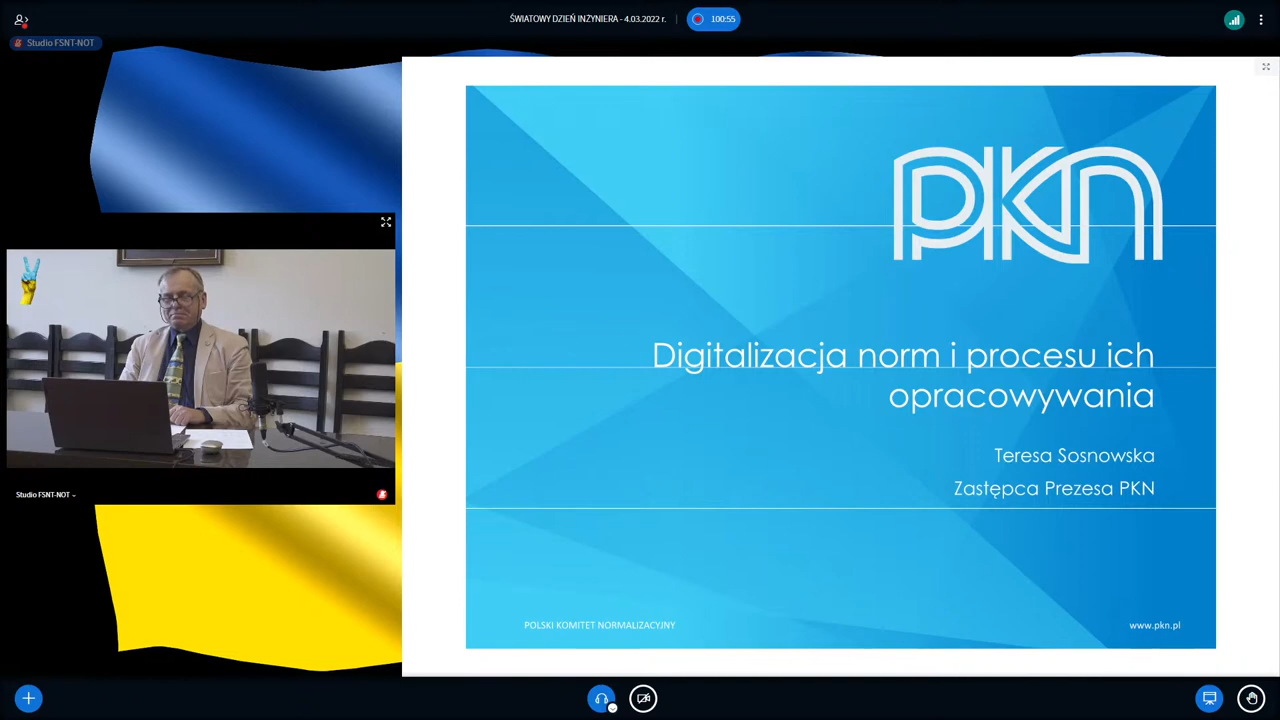 ŚWIATOWY DZIEŃ INZYNIERA - 4.03.2022 r.
100:55
Studio FSNT-NOT
pkn
Digitalizacja norm i procesu ich
opracowywania
Teresa Sosnowska
Zastępca Prezesa PKN
Studio FSNT-NOT
POLSKI KOMITET NORMALIZACYJNY
www.pkn.pl